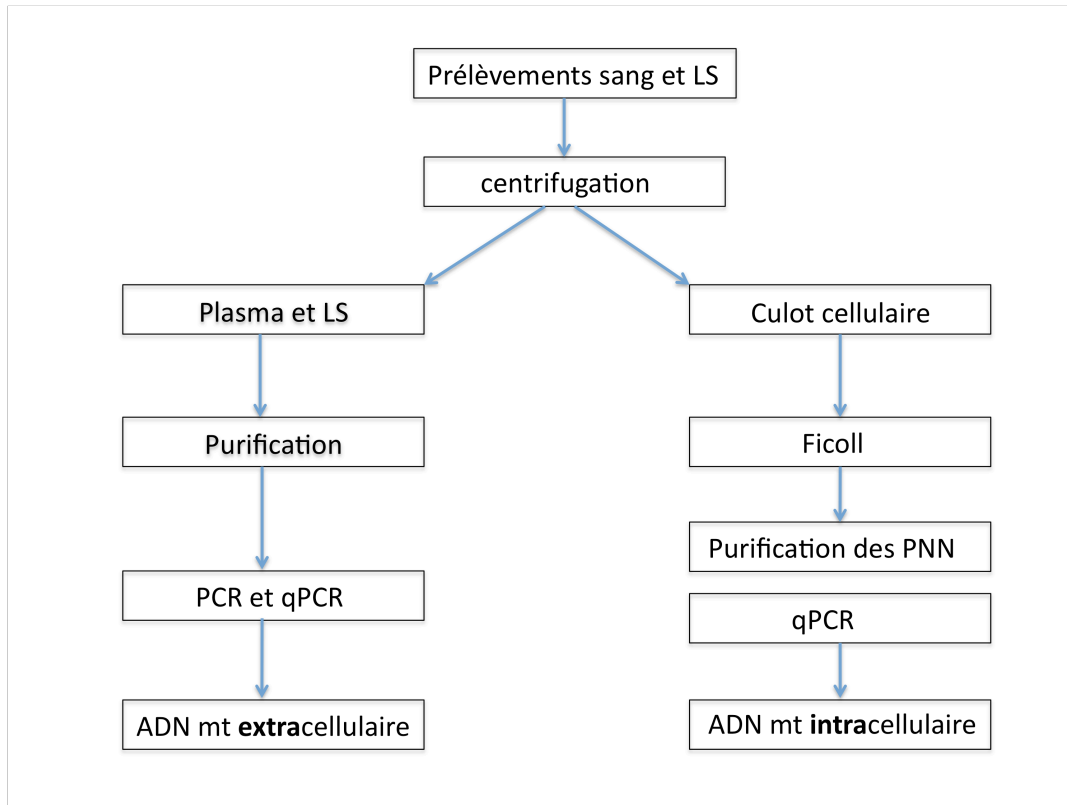 Prélèvements sang et LS
centrifugation
Plasma et LS
Culot cellulaire
Purification
Ficoll
Purification des PNN
PCR et qPCR
qPCR
ADN mt extracellulaire
ADN mt intracellulaire